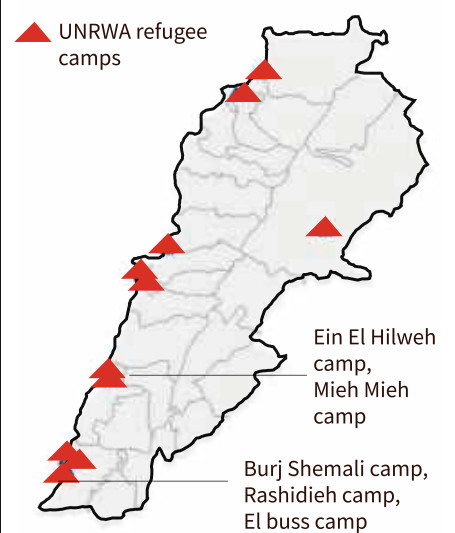 UNRWA refugee
camps
Ein El Hilweh
camp,
Mieh Mieh
camp
Burj Shemali camp,
Rashidieh camp,
El buss camp